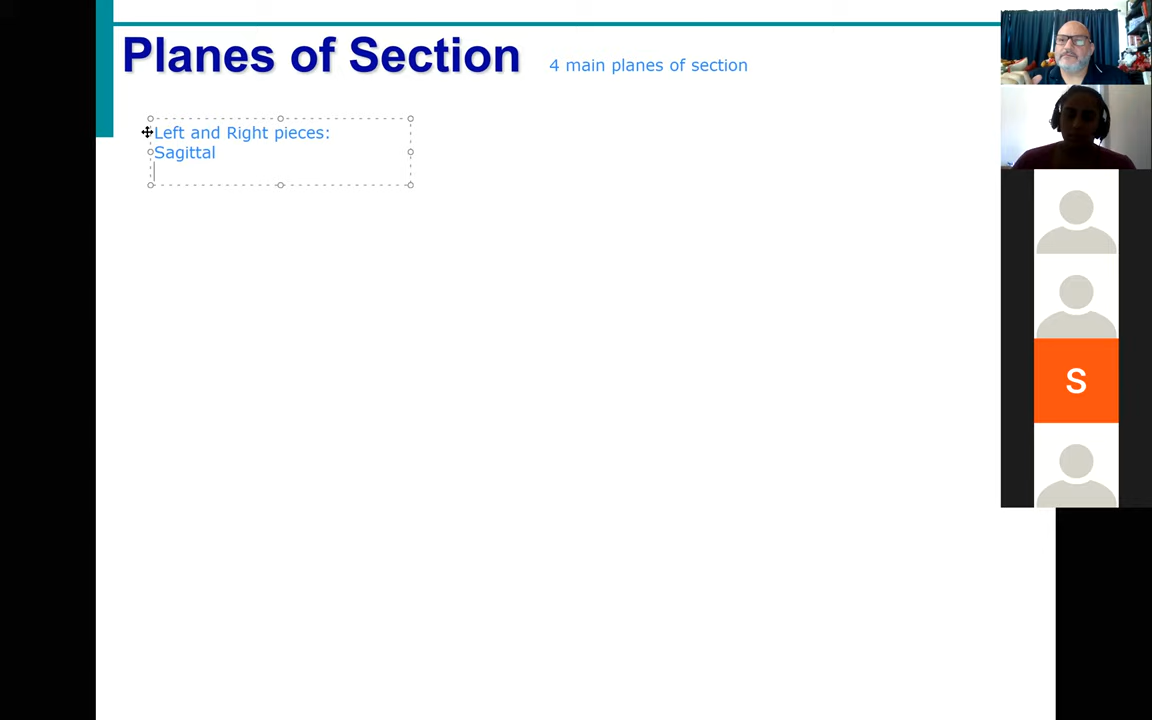 Planes of Section
4 main planes of section
Left and Right pieces:
Sagittal
S